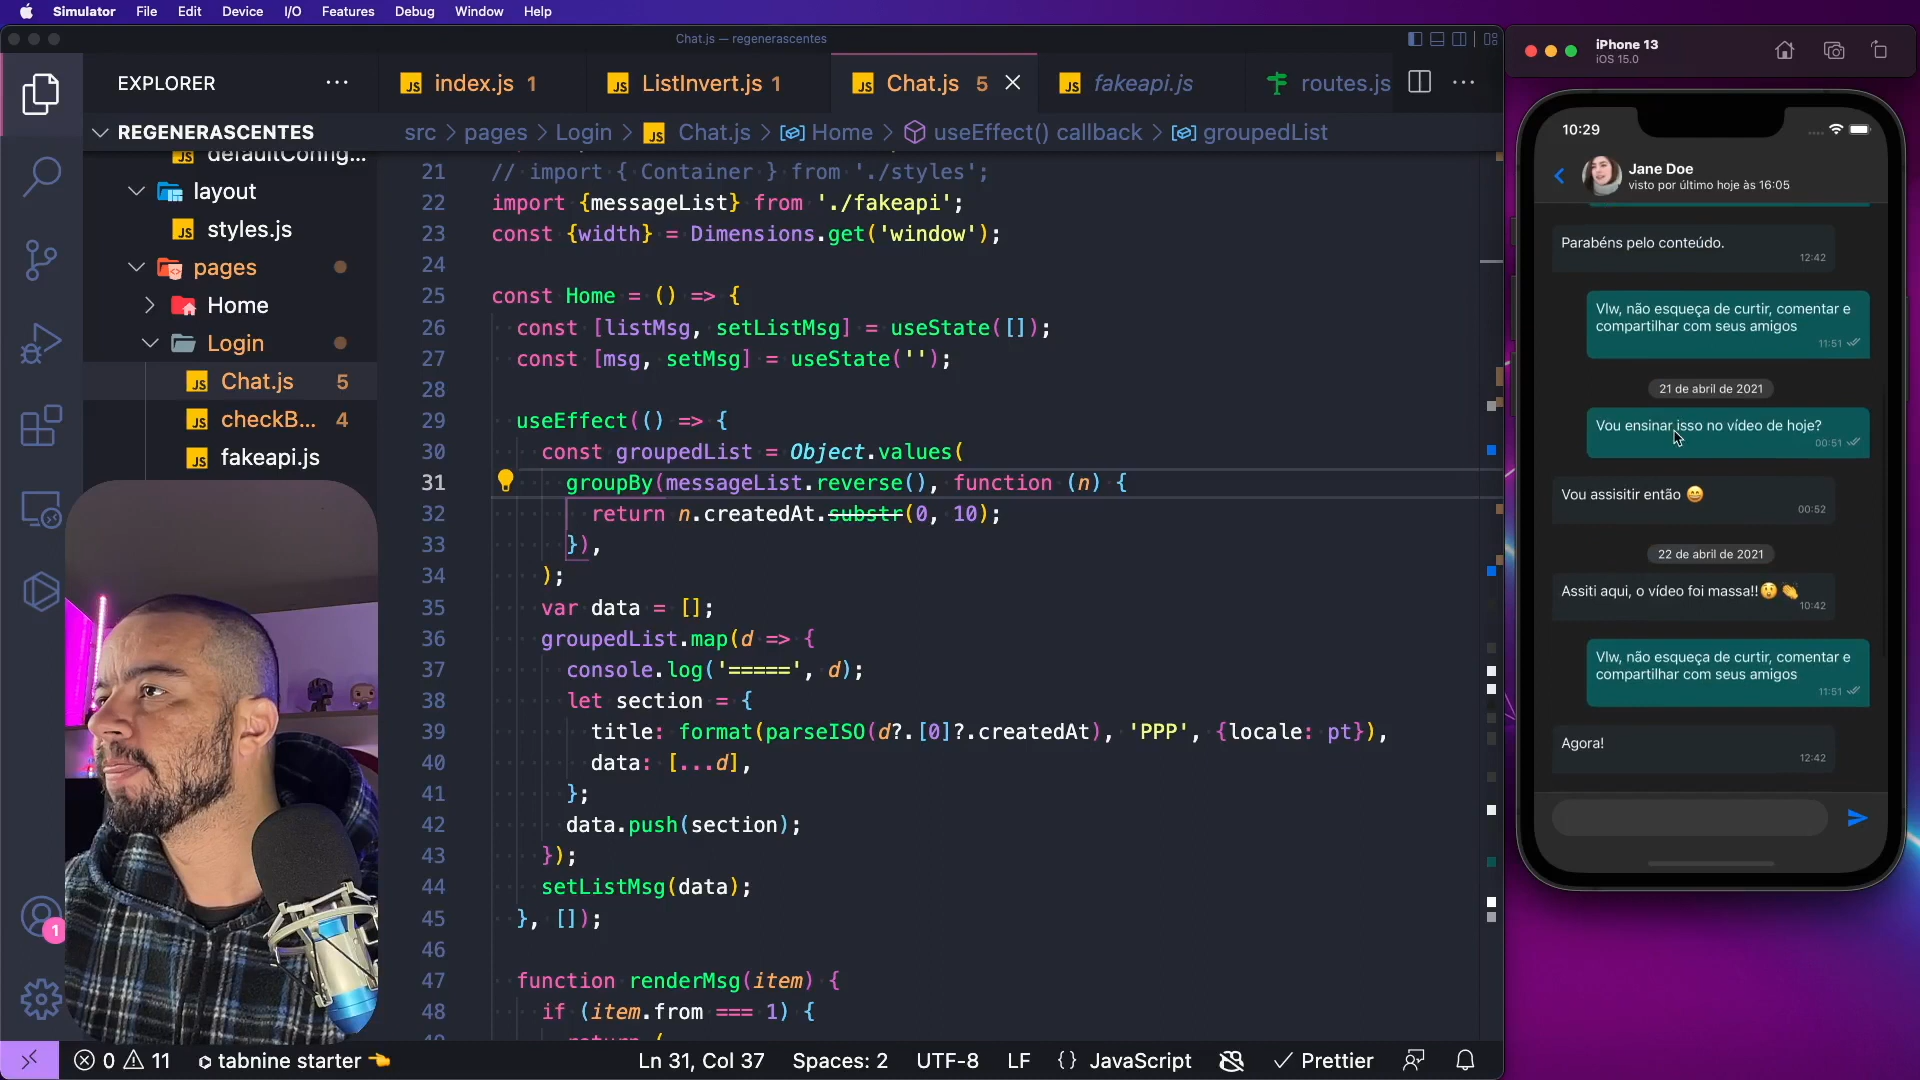 Simulator File Edit Device I/O Features Debug Window Help
Chat.js — regenerascentes
EXPLORER
index.js 1
ListInvert.js 1
Chat.js 5
fakeapi.js
routes.js
REGENERASCENTES
src > pages > Login > Chat.js > Home > useEffect() callback > groupedList
defaultConfig...
layout
styles.js
pages
Home
Login
Chat.js 5
checkB... 4
fakeapi.js
21 // import { Container } from './styles';
22 import {messageList} from './fakeapi';
23 const {width} = Dimensions.get('window');
24
25 const Home = () => {
26 const [listMsg, setListMsg] = useState([]);
27 const [msg, setMsg] = useState('');
28
29 useEffect(() => {
30 const groupedList = Object.values(
31 groupBy(messageList.reverse(), function (n) {
32 return n.createdAt.substr(0, 10);
33 }),
34 );
35 var data = [];
36 groupedList.map(d => {
37 console.log('=====', d);
38 let section = {
39 title: format(parseISO(d?.[0]?.createdAt), 'PPP', {locale: pt}),
40 data: [...d],
41 };
42 data.push(section);
43 });
44 setListMsg(data);
45 }, []);
46
47 function renderMsg(item) {
48 if (item.from === 1) {
1
0 11 tabnine starter
Ln 31, Col 37 Spaces: 2 UTF-8 LF {} JavaScript Prettier
iPhone 13
iOS 15.0
10:29
Jane Doe
visto por último hoje às 16:05
Parabéns pelo conteúdo.
12:42
Vlw, não esqueça de curtir, comentar e
compartilhar com seus amigos
11:51
21 de abril de 2021
Vou ensinar isso no vídeo de hoje?
00:51
Vou assisitir então 😄
00:52
22 de abril de 2021
Assiti aqui, o vídeo foi massa!!😲 👏
10:42
Vlw, não esqueça de curtir, comentar e
compartilhar com seus amigos
11:51
Agora!
12:42